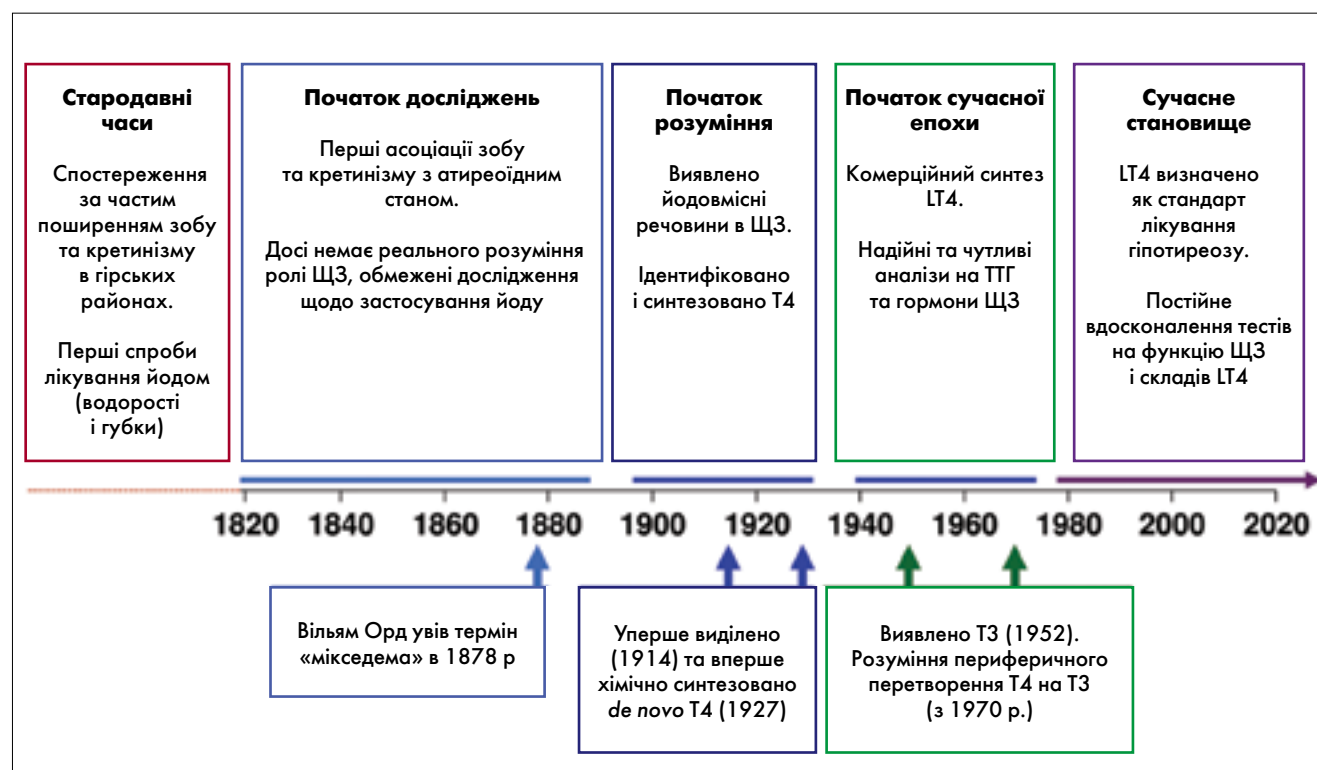 Стародавні
часи
Спостереження
за частим
поширенням зобу
та кретинізму
в гірських
районах.
Перші спроби
лікування йодом
(водорості
і губки)
Початок досліджень
Перші асоціації зобу
та кретинізму з атиреоїдним
станом.
Досі немає реального розуміння
ролі ЩЗ, обмежені дослідження
щодо застосування йоду
Початок
розуміння
Виявлено
йодовмісні
речовини в ЩЗ.
Ідентифіковано
і синтезовано Т4
Початок сучасної
епохи
Комерційний синтез
LT4.
Надійні та чутливі
аналізи на ТТГ
та гормони ЩЗ
Сучасне
становище
LT4 визначено
як стандарт
лікування
гіпотиреозу.
Постійне
вдосконалення тестів
на функцію ЩЗ
і складів LT4
1820 1840 1860 1880 1900 1920 1940 1960 1980 2000 2020
Вільям Орд увів термін
«мікседема» в 1878 р
Уперше виділено
(1914) та вперше
хімічно синтезовано
de novo Т4 (1927)
Виявлено Т3 (1952).
Розуміння периферичного
перетворення Т4 на Т3
(з 1970 р.)